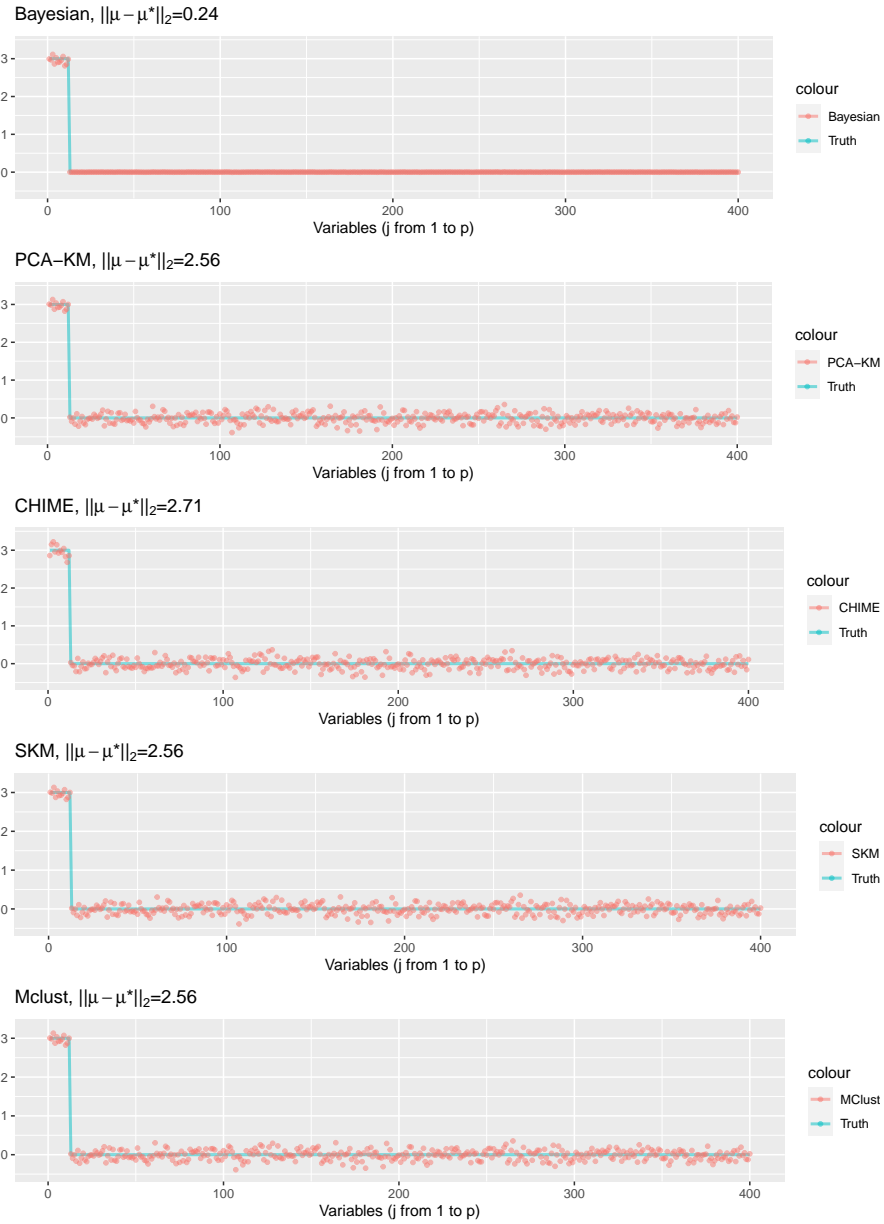 Bayesian, ||μ − μ*||₂=0.24
3
2
1
0
0 100 200 300 400
Variables (j from 1 to p)
colour
Bayesian
Truth
PCA−KM, ||μ − μ*||₂=2.56
3
2
1
0
0 100 200 300 400
Variables (j from 1 to p)
colour
PCA−KM
Truth
CHIME, ||μ − μ*||₂=2.71
3
2
1
0
0 100 200 300 400
Variables (j from 1 to p)
colour
CHIME
Truth
SKM, ||μ − μ*||₂=2.56
3
2
1
0
0 100 200 300 400
Variables (j from 1 to p)
colour
SKM
Truth
Mclust, ||μ − μ*||₂=2.56
3
2
1
0
0 100 200 300 400
Variables (j from 1 to p)
colour
MClust
Truth